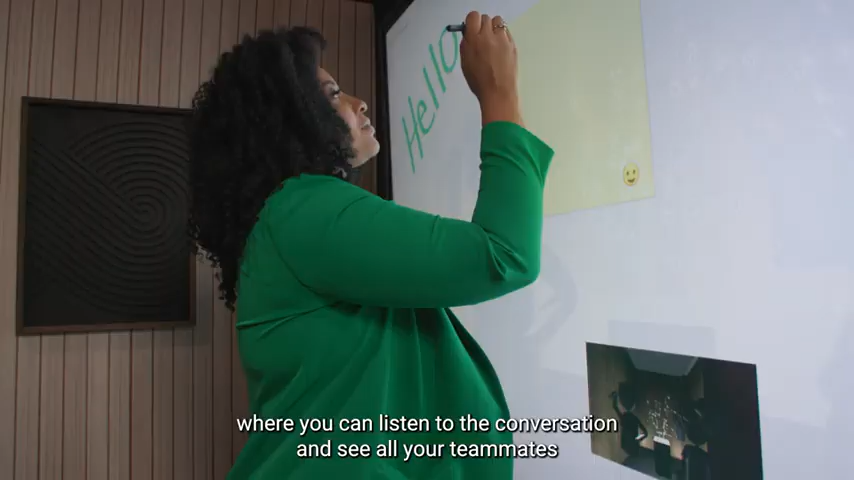 Hello
where you can listen to the conversation
and see all your teammates